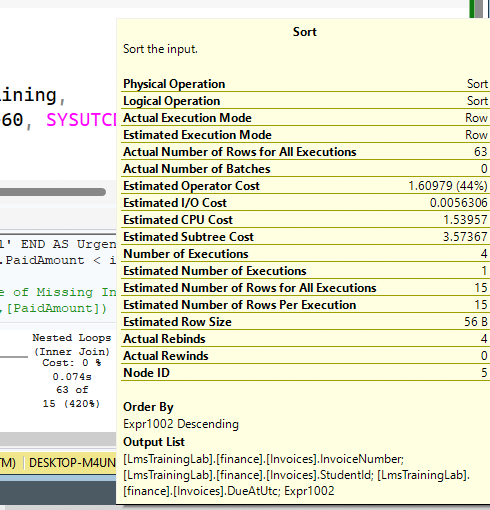 ining,
60, SYSUTC
l' END AS Urgen
.PaidAmount < i
e of Missing In
,[PaidAmount])
Nested Loops
(Inner Join)
Cost: 0 %
0.074s
63 of
15 (420%)
TM) DESKTOP-M4UN
Sort
Sort the input.
Physical Operation Sort
Logical Operation Sort
Actual Execution Mode Row
Estimated Execution Mode Row
Actual Number of Rows for All Executions 63
Actual Number of Batches 0
Estimated Operator Cost 1.60979 (44%)
Estimated I/O Cost 0.0056306
Estimated CPU Cost 1.53957
Estimated Subtree Cost 3.57367
Number of Executions 4
Estimated Number of Executions 1
Estimated Number of Rows for All Executions 15
Estimated Number of Rows Per Execution 15
Estimated Row Size 56 B
Actual Rebinds 4
Actual Rewinds 0
Node ID 5
Order By
Expr1002 Descending
Output List
[LmsTrainingLab].[finance].[Invoices].InvoiceNumber;
[LmsTrainingLab].[finance].[Invoices].StudentId; [LmsTrainingLab].
[finance].[Invoices].DueAtUtc; Expr1002